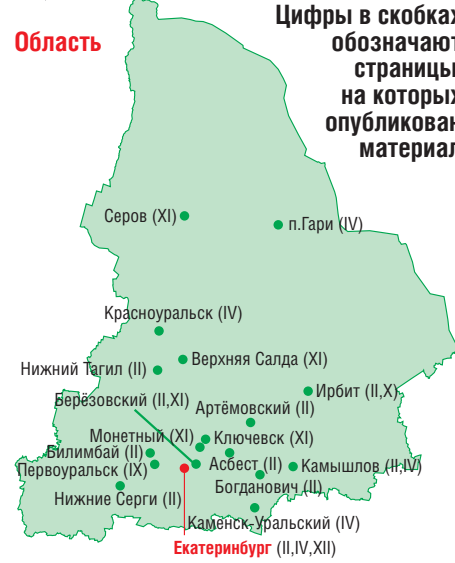 Область
Цифры в скобках
обозначают
страницы
на которых
опубликован
материал
Серов (XI)
п.Гари (IV)
Красноуральск (IV)
Верхняя Салда (XI)
Нижний Тагил (II)
Ирбит (II,X)
Берёзовский (II,XI)
Артёмовский (II)
Монетный (XI)
Ключевск (XI)
Билимбай (II)
Асбест (II)
Камышлов (II,IV)
Первоуральск (IX)
Богданович (II)
Нижние Серги (II)
Каменск-Уральский (IV)
Екатеринбург (II,IV,XII)